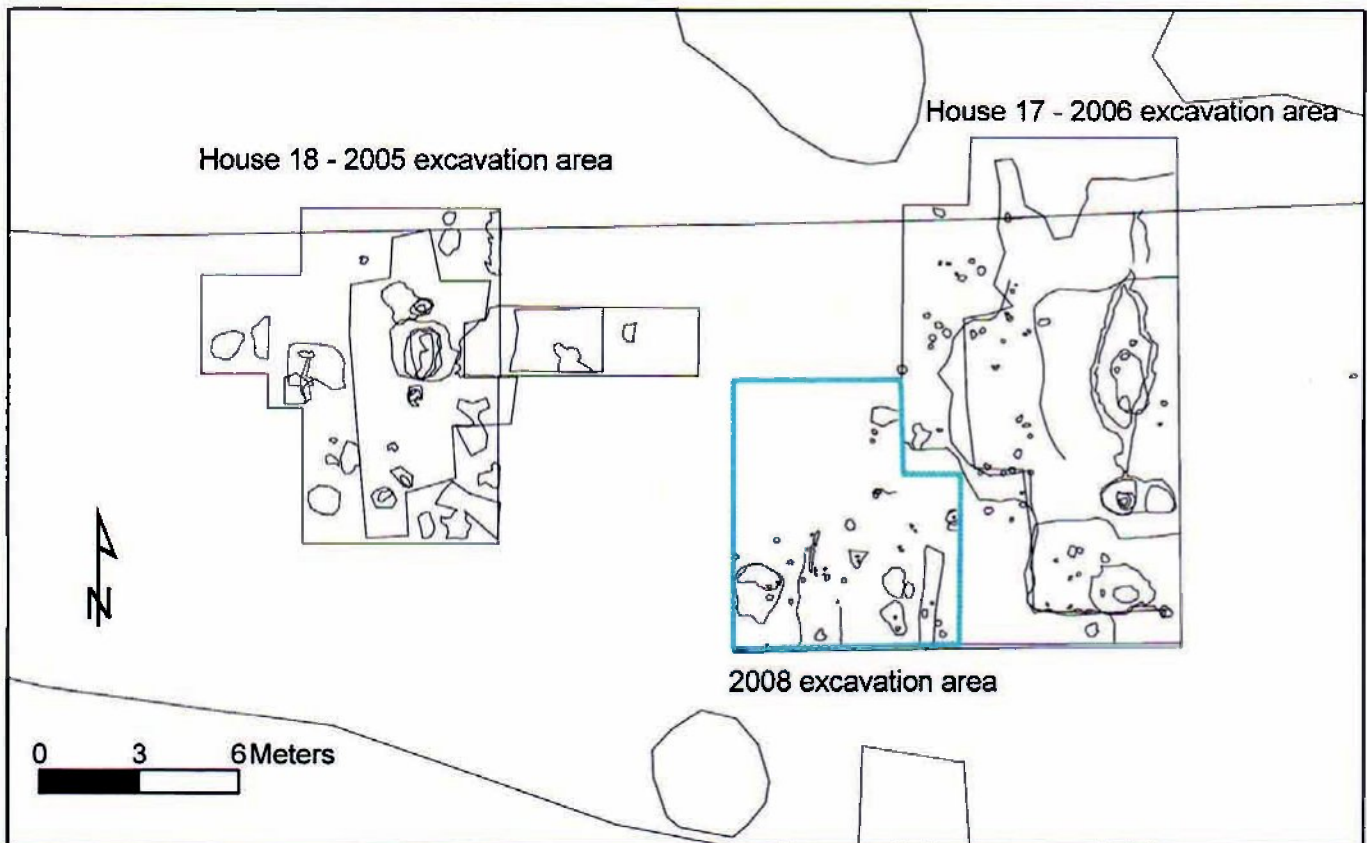 House 17 - 2006 excavation area
House 18 - 2005 excavation area
N
2008 excavation area
0 3 6 Meters